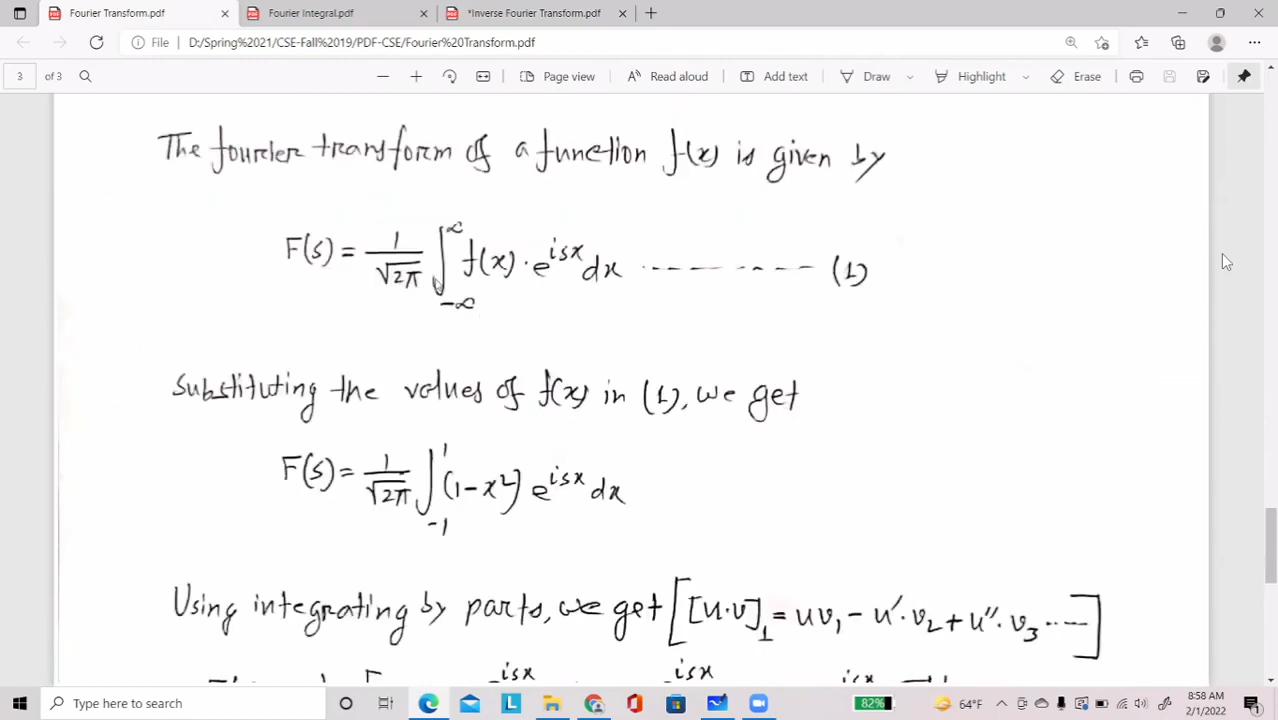 Fourier Transform.pdf
Fourier Integral.pdf
*Inverse Fourier Transform.pdf
File D:/Spring%2021/CSE-Fall%2019/PDF-CSE/Fourier%20Transform.pdf
3 of 3 Page view Read aloud Add text Draw Highlight Erase
The fourier transform of a function f(x) is given by
F(s) = 1/√2π ∫_{-∞}^{∞} f(x) · e^{isx} dx ------------ (1)
Substituting the values of f(x) in (1), we get
F(s) = 1/√2π ∫_{-1}^{1} (1-x²) e^{isx} dx
Using integrating by parts, we get [[u·v]_1 = uv₁ - u′·v₂ + u″·v₃ ....]
isx isx isx
Type here to search
82% 64°F 8:58 AM
2/1/2022